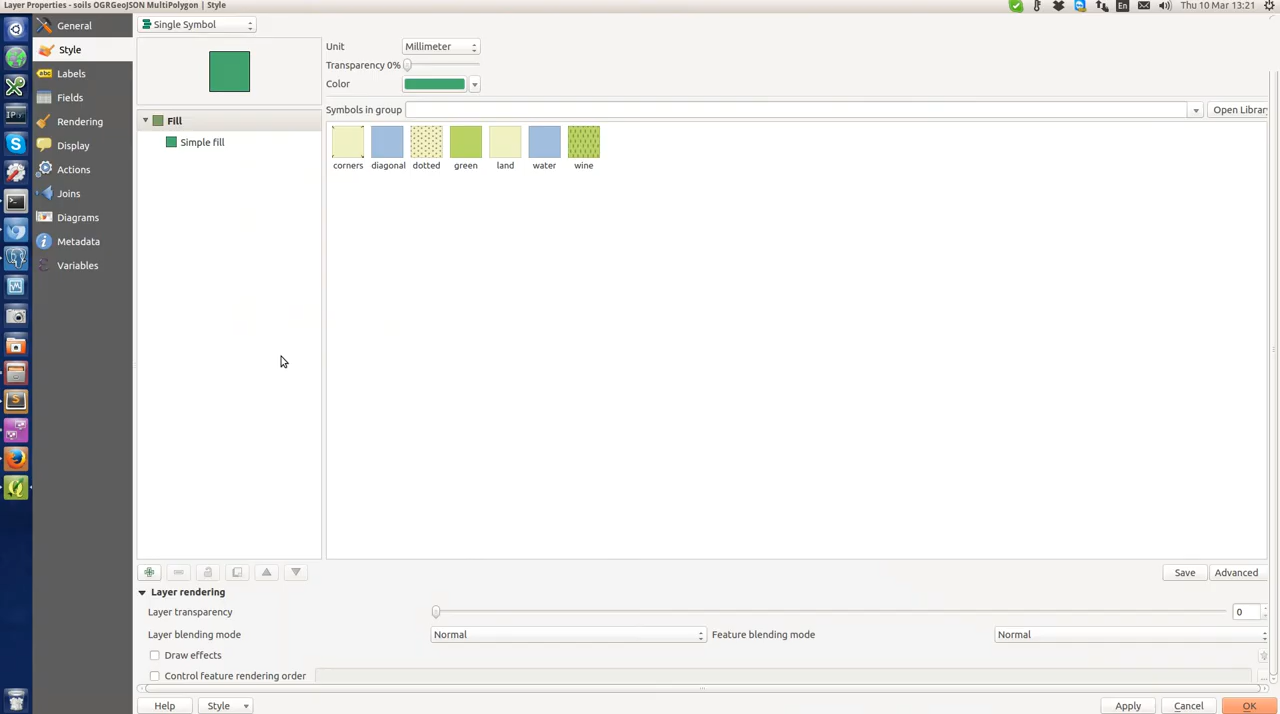 Layer Properties - soils OGRGeoJSON MultiPolygon | Style
En
Thu 10 Mar 13:21
General
Style
Labels
Fields
Rendering
Display
Actions
Joins
Diagrams
Metadata
Variables
Single Symbol
Unit
Millimeter
Transparency 0%
Color
Fill
Simple fill
Symbols in group
Open Librar
corners
diagonal
dotted
green
land
water
wine
Save
Advanced
Layer rendering
Layer transparency
0
Layer blending mode
Normal
Feature blending mode
Normal
Draw effects
Control feature rendering order
...
Help
Style
Apply
Cancel
OK